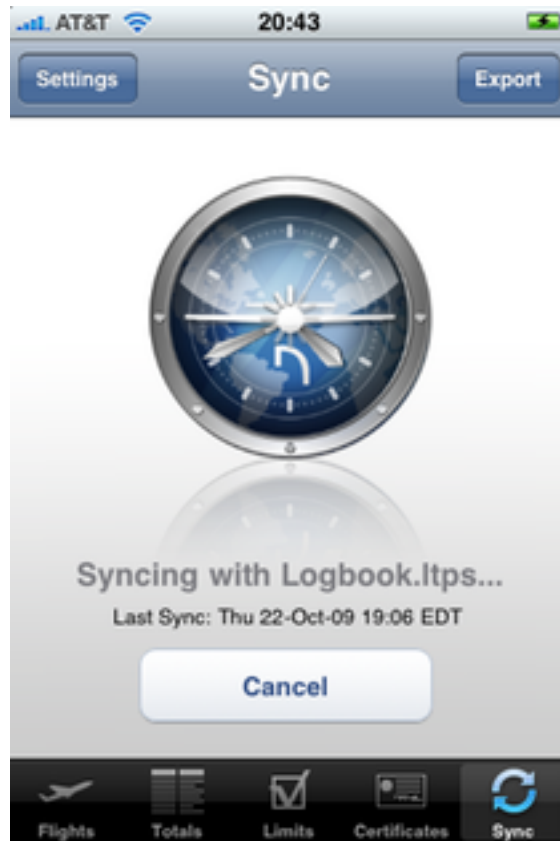 AT&T 20:43
Settings Sync Export
Syncing with Logbook.ltps...
Last Sync: Thu 22-Oct-09 19:06 EDT
Cancel
Flights Totals Limits Certificates Sync